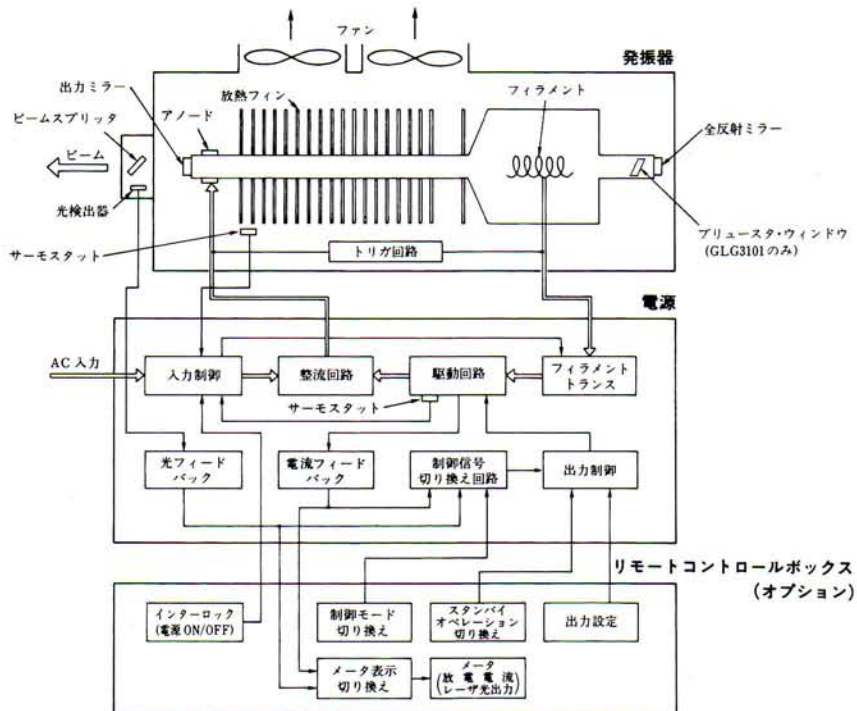 ファン
発振器
出力ミラー
放熱フィン
フィラメント
アノード
ビームスプリッタ
全反射ミラー
ビーム
光検出器
ブリュースタ・ウィンドウ
(GLG3101のみ)
サーモスタット
トリガ回路
電源
AC入力
入力制御
整流回路
駆動回路
フィラメント
トランス
サーモスタット
光フィード
バック
電流フィード
バック
制御信号
切り換え回路
出力制御
リモートコントロールボックス
(オプション)
インターロック
(電源ON/OFF)
制御モード
切り換え
スタンバイ
オペレーション
切り換え
出力設定
メータ表示
切り換え
メータ
(放電電流
レーザ光出力)